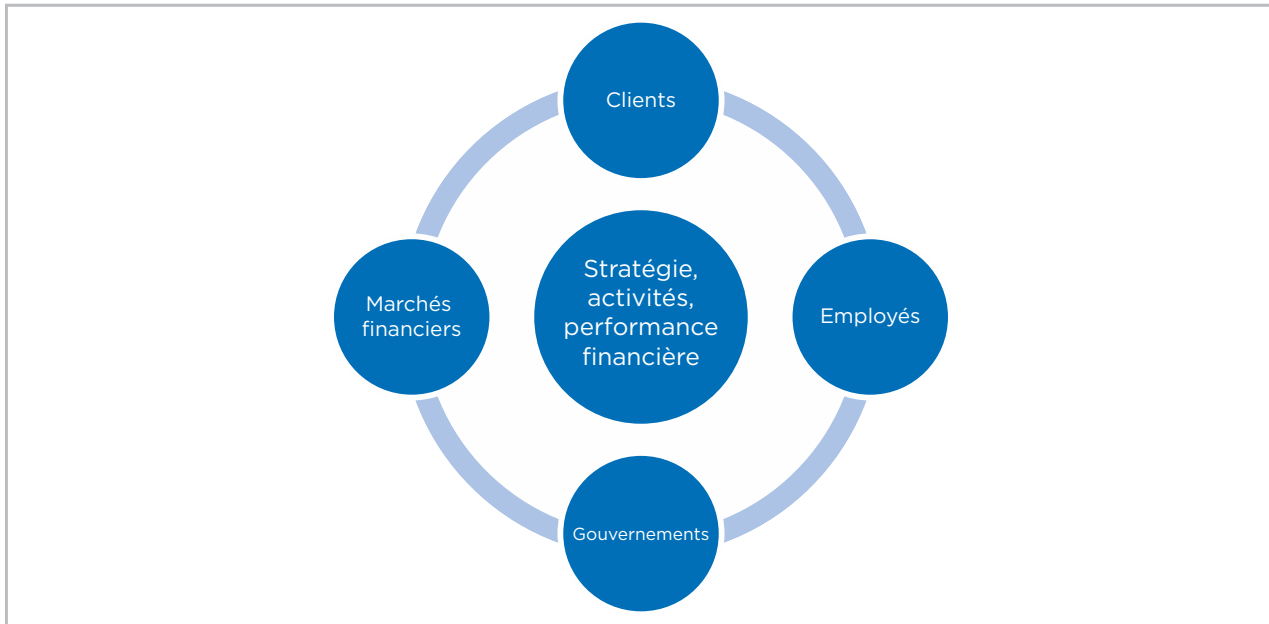 Clients
Marchés
financiers
Stratégie,
activités,
performance
financière
Employés
Gouvernements